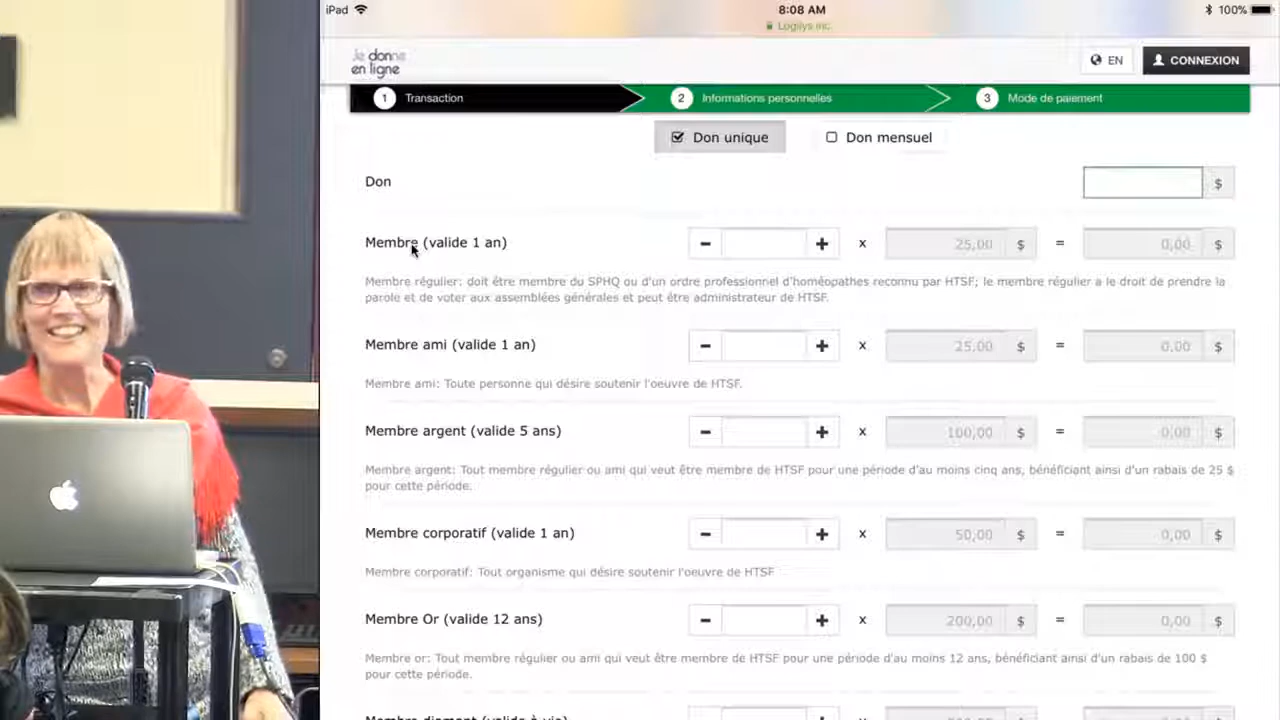 iPad 8:08 AM 100%
Logilys inc.
Je donne
en ligne
EN CONNEXION
1 Transaction 2 Informations personnelles 3 Mode de paiement
Don unique Don mensuel
Don $
Membre (valide 1 an) − + x 25,00 $ = 0,00 $
Membre régulier: doit être membre du SPHQ ou d'un ordre professionnel d'homéopathes reconnu par HTSF; le membre régulier a le droit de prendre la
parole et de voter aux assemblées générales et peut être administrateur de HTSF.
Membre ami (valide 1 an) − + x 25,00 $ = 0,00 $
Membre ami: Toute personne qui désire soutenir l'oeuvre de HTSF.
Membre argent (valide 5 ans) − + x 100,00 $ = 0,00 $
Membre argent: Tout membre régulier ou ami qui veut être membre de HTSF pour une période d'au moins cinq ans, bénéficiant ainsi d'un rabais de 25 $
pour cette période.
Membre corporatif (valide 1 an) − + x 50,00 $ = 0,00 $
Membre corporatif: Tout organisme qui désire soutenir l'oeuvre de HTSF
Membre Or (valide 12 ans) − + x 200,00 $ = 0,00 $
Membre or: Tout membre régulier ou ami qui veut être membre de HTSF pour une période d'au moins 12 ans, bénéficiant ainsi d'un rabais de 100 $
pour cette période.
Membre diamant (valide à vie)